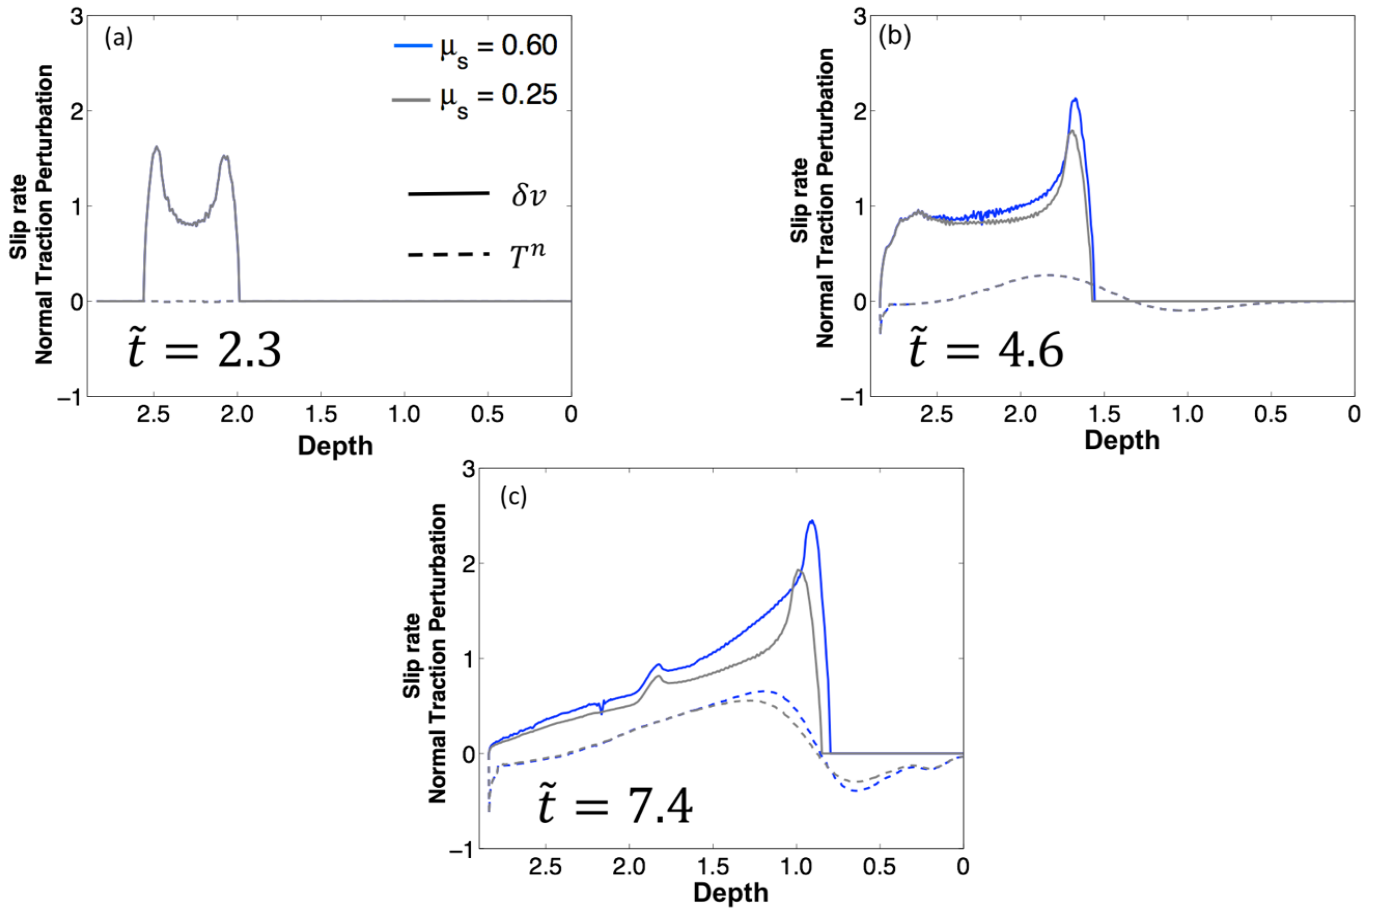 (a)
μs = 0.60
μs = 0.25
δv
Tⁿ
t̃ = 2.3
3
2
1
0
−1
2.5 2.0 1.5 1.0 0.5 0
Depth
Slip rate
Normal Traction Perturbation
(b)
t̃ = 4.6
3
2
1
0
−1
2.5 2.0 1.5 1.0 0.5 0
Depth
Slip rate
Normal Traction Perturbation
(c)
t̃ = 7.4
3
2
1
0
−1
2.5 2.0 1.5 1.0 0.5 0
Depth
Slip rate
Normal Traction Perturbation